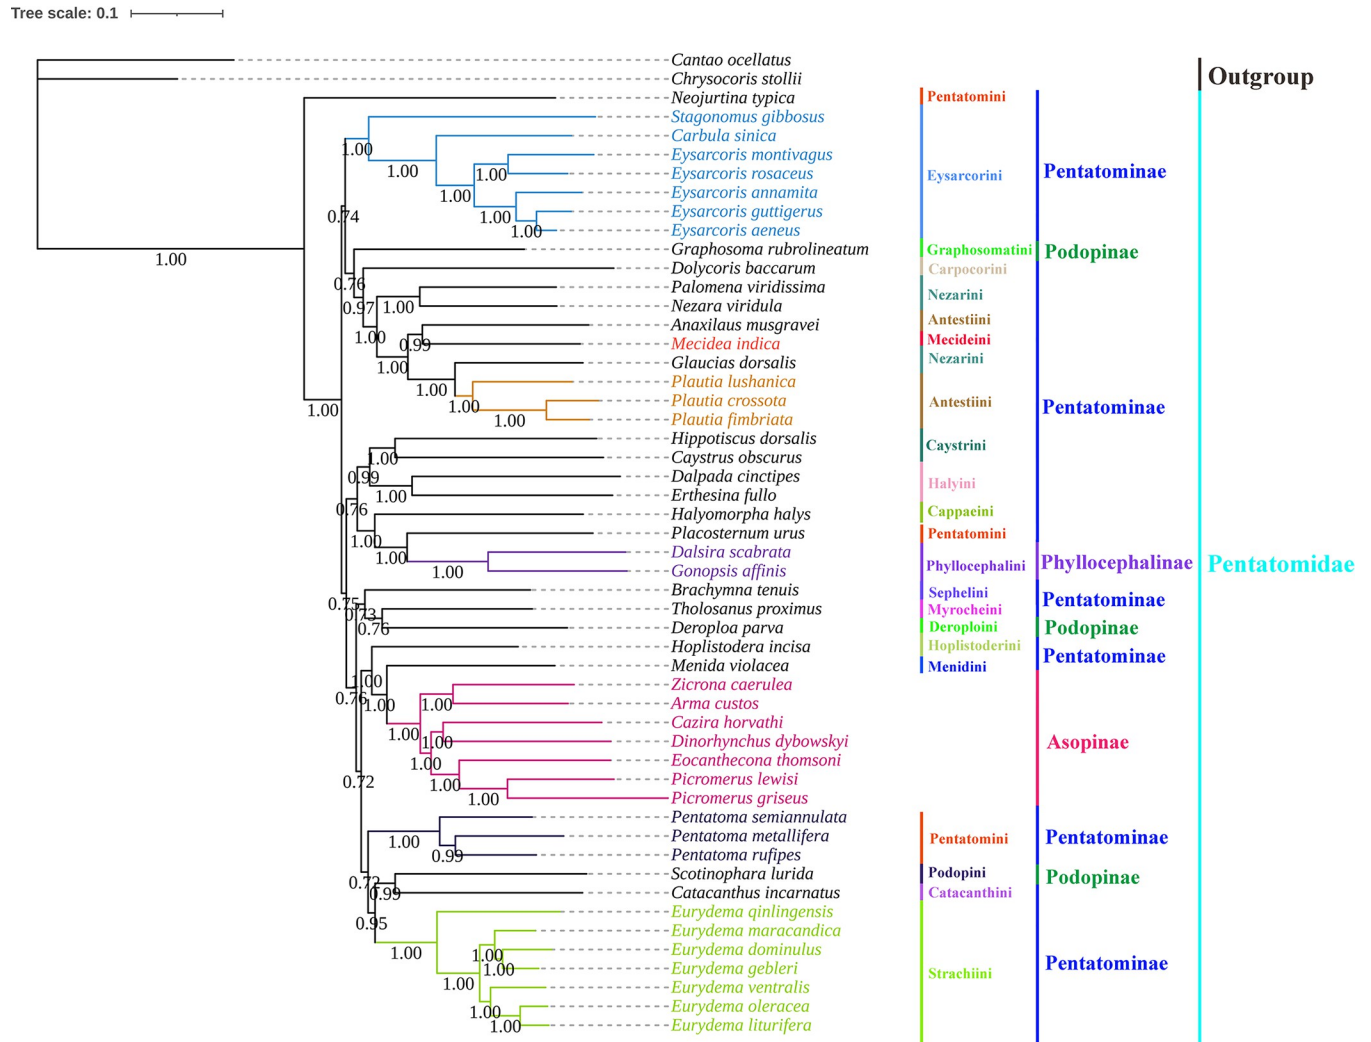 Tree scale: 0.1
Cantao ocellatus
Chrysocoris stollii
Outgroup
Neojurtina typica
Pentatomini
Stagonomus gibbosus
Carbula sinica
1.00
Eysarcoris montivagus
1.00
Eysarcoris rosaceus
1.00
Eysarcorini
Pentatominae
Eysarcoris annamita
1.00
Eysarcoris guttigerus
0.74
1.00
Eysarcoris aeneus
1.00
Graphosoma rubrolineatum
Graphosomatini
Podopinae
1.00
Dolycoris baccarum
Carpocorini
Palomena viridissima
0.76
Nezarini
Nezara viridula
0.97
1.00
Anaxilaus musgravei
Antestiini
1.00
Mecidea indica
0.99
Mecideini
Glaucias dorsalis
1.00
Nezarini
Plautia lushanica
1.00
Plautia crossota
1.00
Antestiini
Pentatominae
1.00
Plautia fimbriata
1.00
Hippotiscus dorsalis
Caystrini
Caystrus obscurus
1.00
Dalpada cinctipes
0.99
Halyini
Erthesina fullo
1.00
Halyomorpha halys
0.76
Cappaeini
Placosternum urus
1.00
Pentatomini
Dalsira scabrata
1.00
Phyllocephalini
Phyllocephalinae
Pentatomidae
Gonopsis affinis
1.00
Brachymna tenuis
Sephelini
Pentatominae
0.75
Tholosanus proximus
0.73
Myrocheini
Deroploa parva
0.76
Deroploini
Podopinae
Hoplistodera incisa
Hoplistoderini
Pentatominae
Menida violacea
Menidini
1.00
Zicrona caerulea
0.76
1.00
Arma custos
1.00
Cazira horvathi
1.00
Dinorhynchus dybowskyi
1.00
Asopinae
Eocanthecona thomsoni
1.00
Picromerus lewisi
0.72
1.00
Picromerus griseus
1.00
Pentatoma semiannulata
Pentatoma metallifera
1.00
Pentatomini
Pentatominae
Pentatoma rufipes
0.99
Scotinophara lurida
Podopini
Podopinae
0.72
Catacanthus incarnatus
0.99
Catacanthini
Eurydema qinlingensis
0.95
Eurydema maracandica
Eurydema dominulus
1.00
1.00
Pentatominae
Eurydema gebleri
1.00
Strachiini
Eurydema ventralis
1.00
Eurydema oleracea
1.00
Eurydema liturifera
1.00